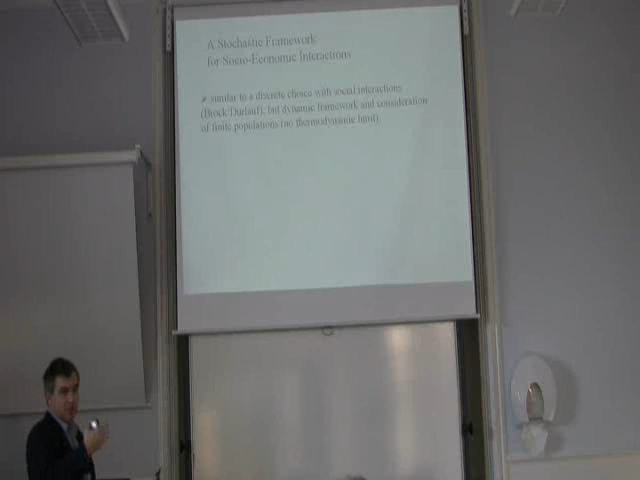 A Stochastic Framework
for Socio-Economic Interactions
➢ similar to a discrete choice with social interactions
(Brock/Durlauf), but dynamic framework and consideration
of finite populations (no thermodynamic limit)